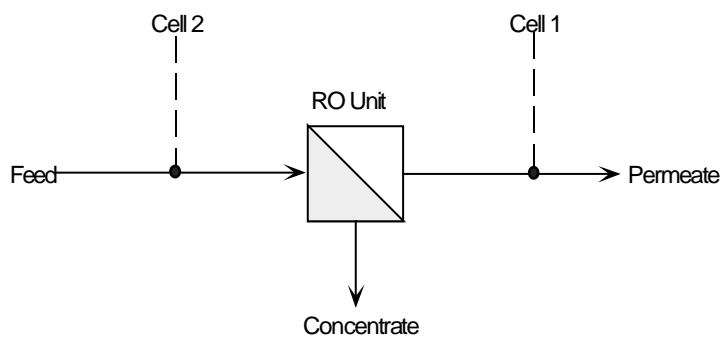 Cell 2
Cell 1
RO Unit
Feed
Permeate
Concentrate